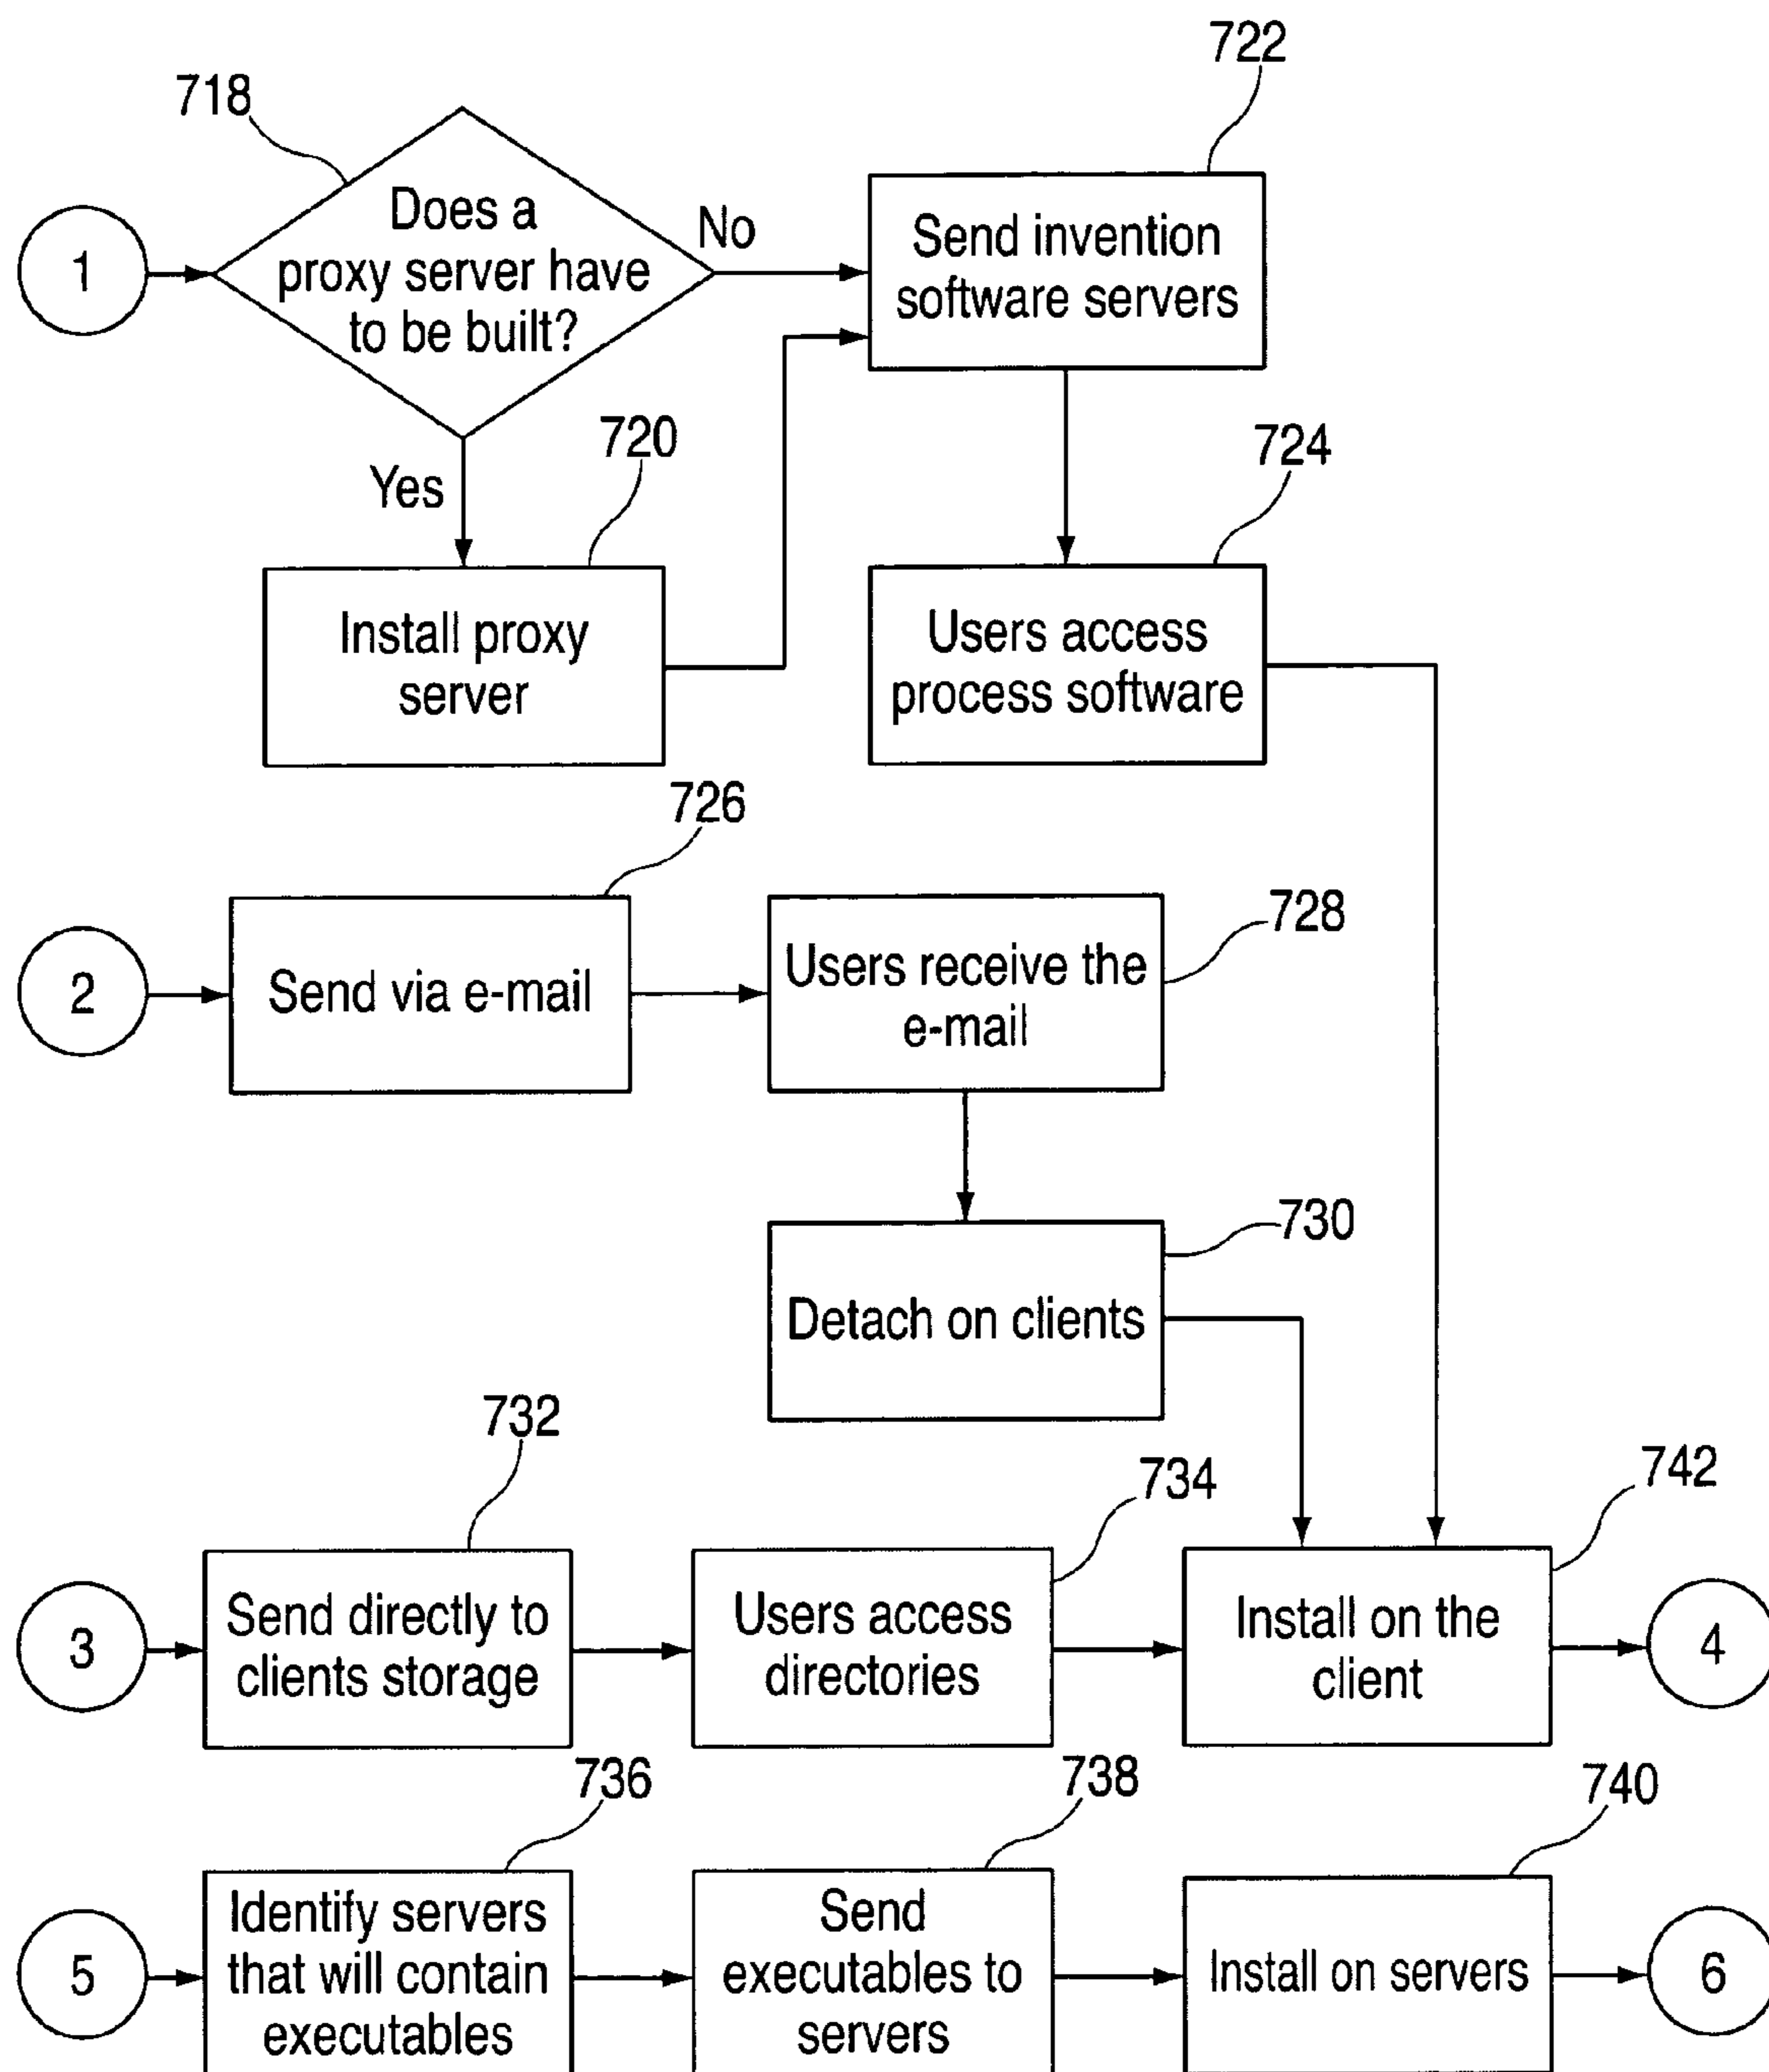 722
718
Does a
proxy server have
to be built?
No
1
Send invention
software servers
720
Yes
724
Install proxy
server
Users access
process software
726
2
Send via e-mail
Users receive the
e-mail
728
730
Detach on clients
732
734
742
3
Send directly to
clients storage
Users access
directories
Install on the
client
4
736
738
740
5
Identify servers
that will contain
executables
Send
executables to
servers
Install on servers
6